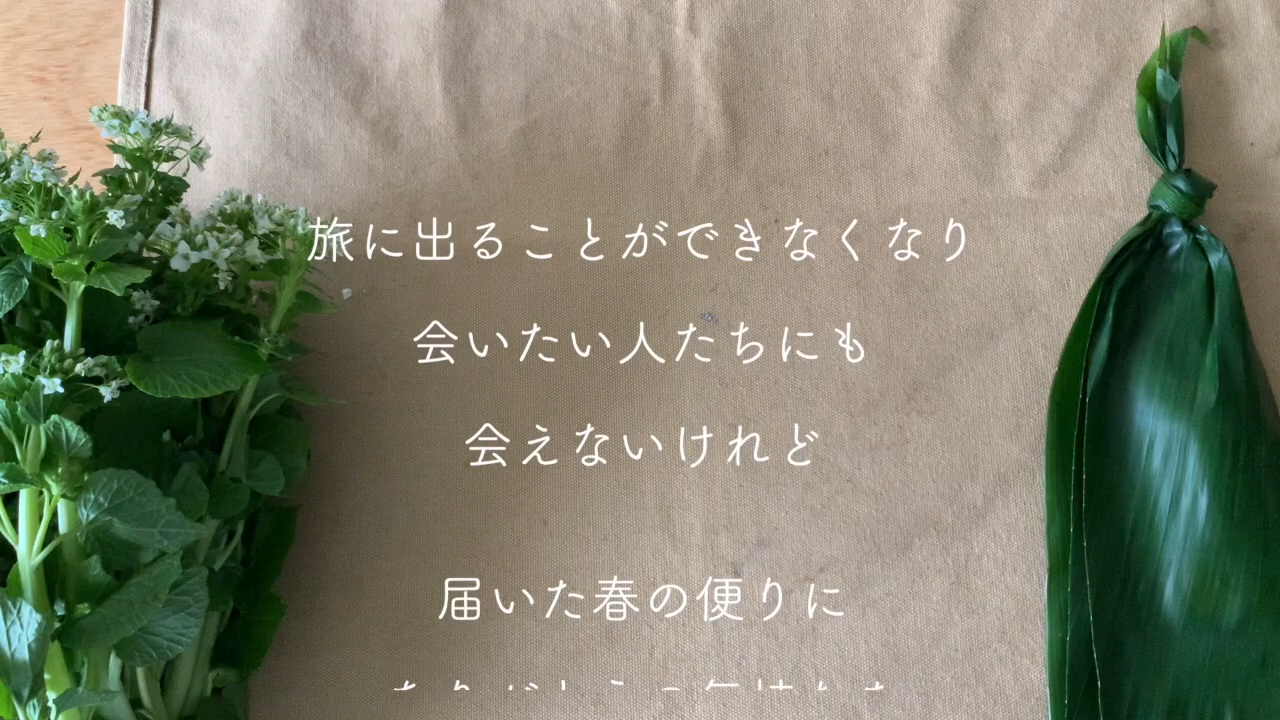 旅に出ることができなくなり
会いたい人たちにも
会えないけれど
届いた春の便りに